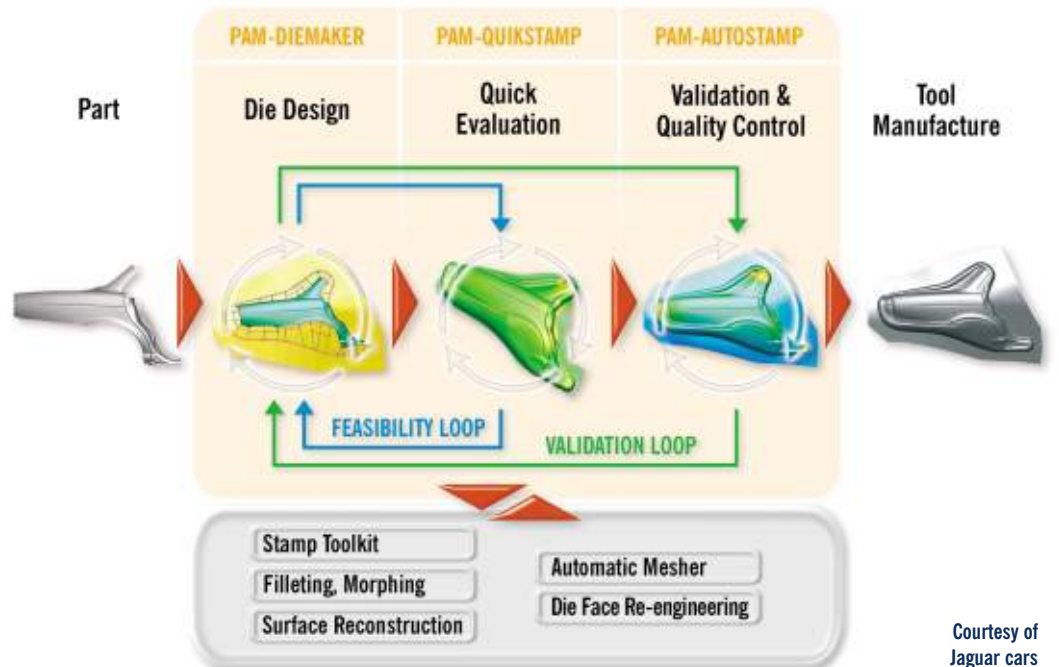 PAM-DIEMAKER
PAM-QUIKSTAMP
PAM-AUTOSTAMP
Part
Die Design
Quick
Evaluation
Validation &
Quality Control
Tool
Manufacture
FEASIBILITY LOOP
VALIDATION LOOP
Stamp Toolkit
Filleting, Morphing
Surface Reconstruction
Automatic Mesher
Die Face Re-engineering
Courtesy of
Jaguar cars